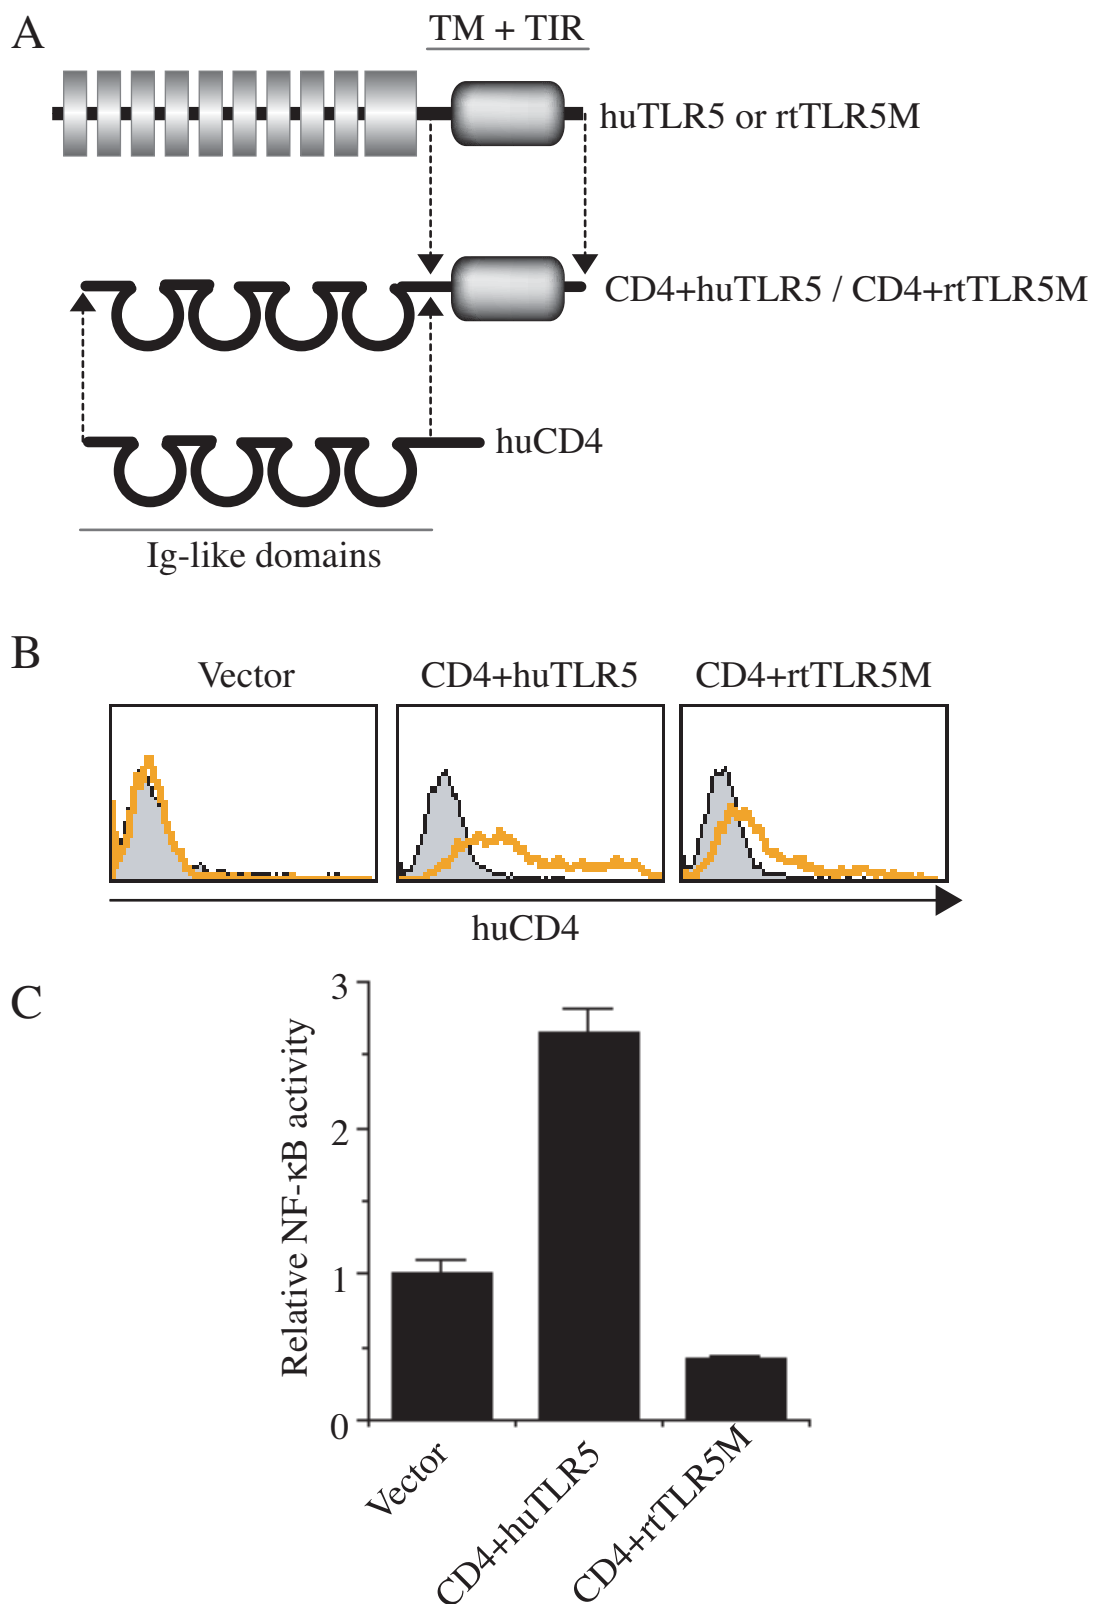 A
TM + TIR
huTLR5 or rtTLR5M
CD4+huTLR5 / CD4+rtTLR5M
huCD4
Ig-like domains
B
Vector
CD4+huTLR5
CD4+rtTLR5M
huCD4
C
Relative NF-κB activity
3
2
1
0
Vector
CD4+huTLR5
CD4+rtTLR5M